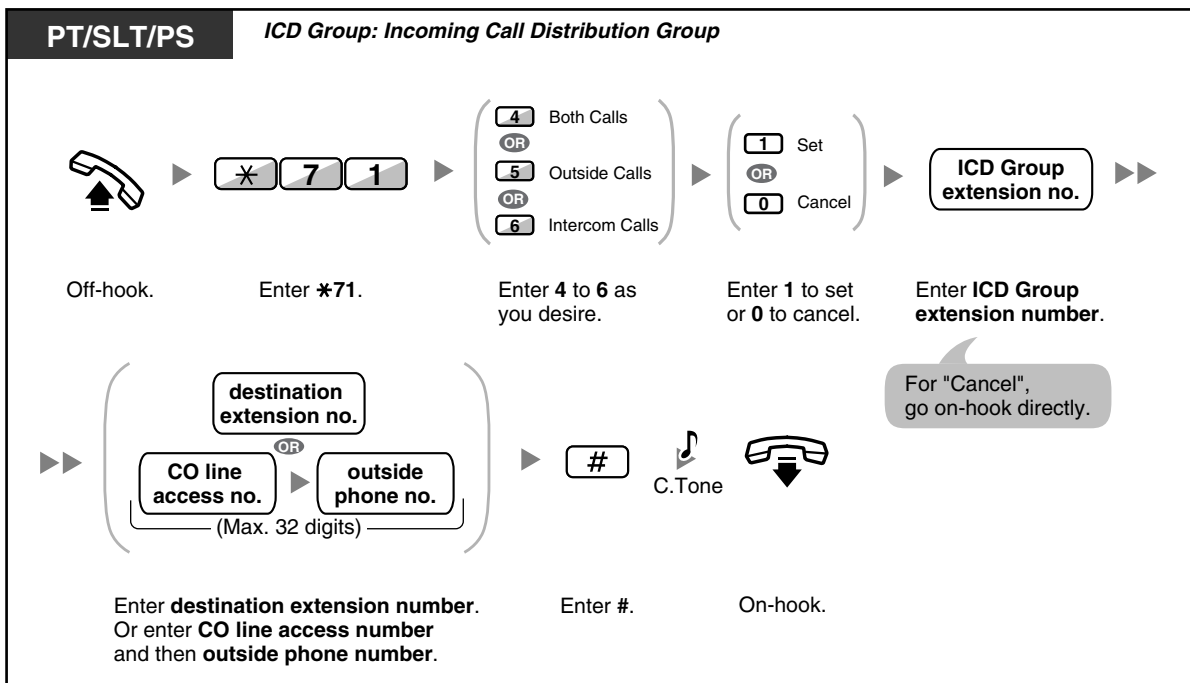 PT/SLT/PS
ICD Group: Incoming Call Distribution Group
4 Both Calls
OR
5 Outside Calls
OR
6 Intercom Calls
1 Set
OR
0 Cancel
✳ 7 1
ICD Group
extension no.
Off-hook.
Enter ✳71.
Enter 4 to 6 as
you desire.
Enter 1 to set
or 0 to cancel.
Enter ICD Group
extension number.
For "Cancel",
go on-hook directly.
destination
extension no.
OR
CO line
access no.
outside
phone no.
(Max. 32 digits)
#
C.Tone
Enter destination extension number.
Or enter CO line access number
and then outside phone number.
Enter #.
On-hook.